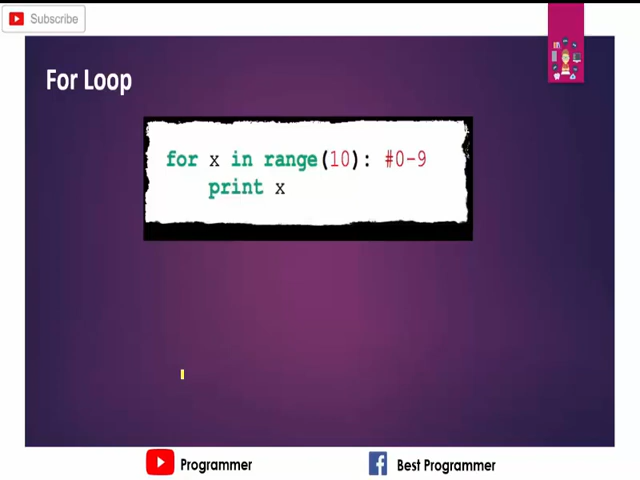 Subscribe
For Loop
for x in range(10): #0-9
    print x
Programmer
Best Programmer